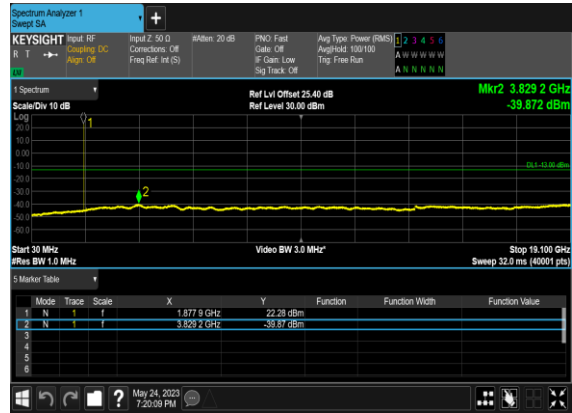 Spectrum Analyzer 1
Swept SA
+
KEYSIGHT Input: RF Input Z: 50 Ω #Atten: 20 dB PNO: Fast Avg Type: Power (RMS) 1 2 3 4 5 6
R T Coupling: DC Corrections: Off Gate: Off Avg|Hold: 100/100 A W W W W W
Align: Off Freq Ref: Int (S) IF Gain: Low Trig: Free Run
Sig Track: Off A N N N N N
1 Spectrum Ref Lvl Offset 25.40 dB Mkr2 3.829 2 GHz
Scale/Div 10 dB Ref Level 30.00 dBm -39.872 dBm
Log
20.0
10.0
0.00
-10.0
-20.0
-30.0
-40.0
-50.0
-60.0
1
DL1 -13.00 dBm
2
Start 30 MHz Video BW 3.0 MHz* Stop 19.100 GHz
#Res BW 1.0 MHz Sweep 32.0 ms (40001 pts)
5 Marker Table
Mode Trace Scale X Y Function Function Width Function Value
1 N 1 f 1.877 9 GHz 22.28 dBm
2 N 1 f 3.829 2 GHz -39.87 dBm
3
4
5
6
? May 24, 2023
7:20:09 PM